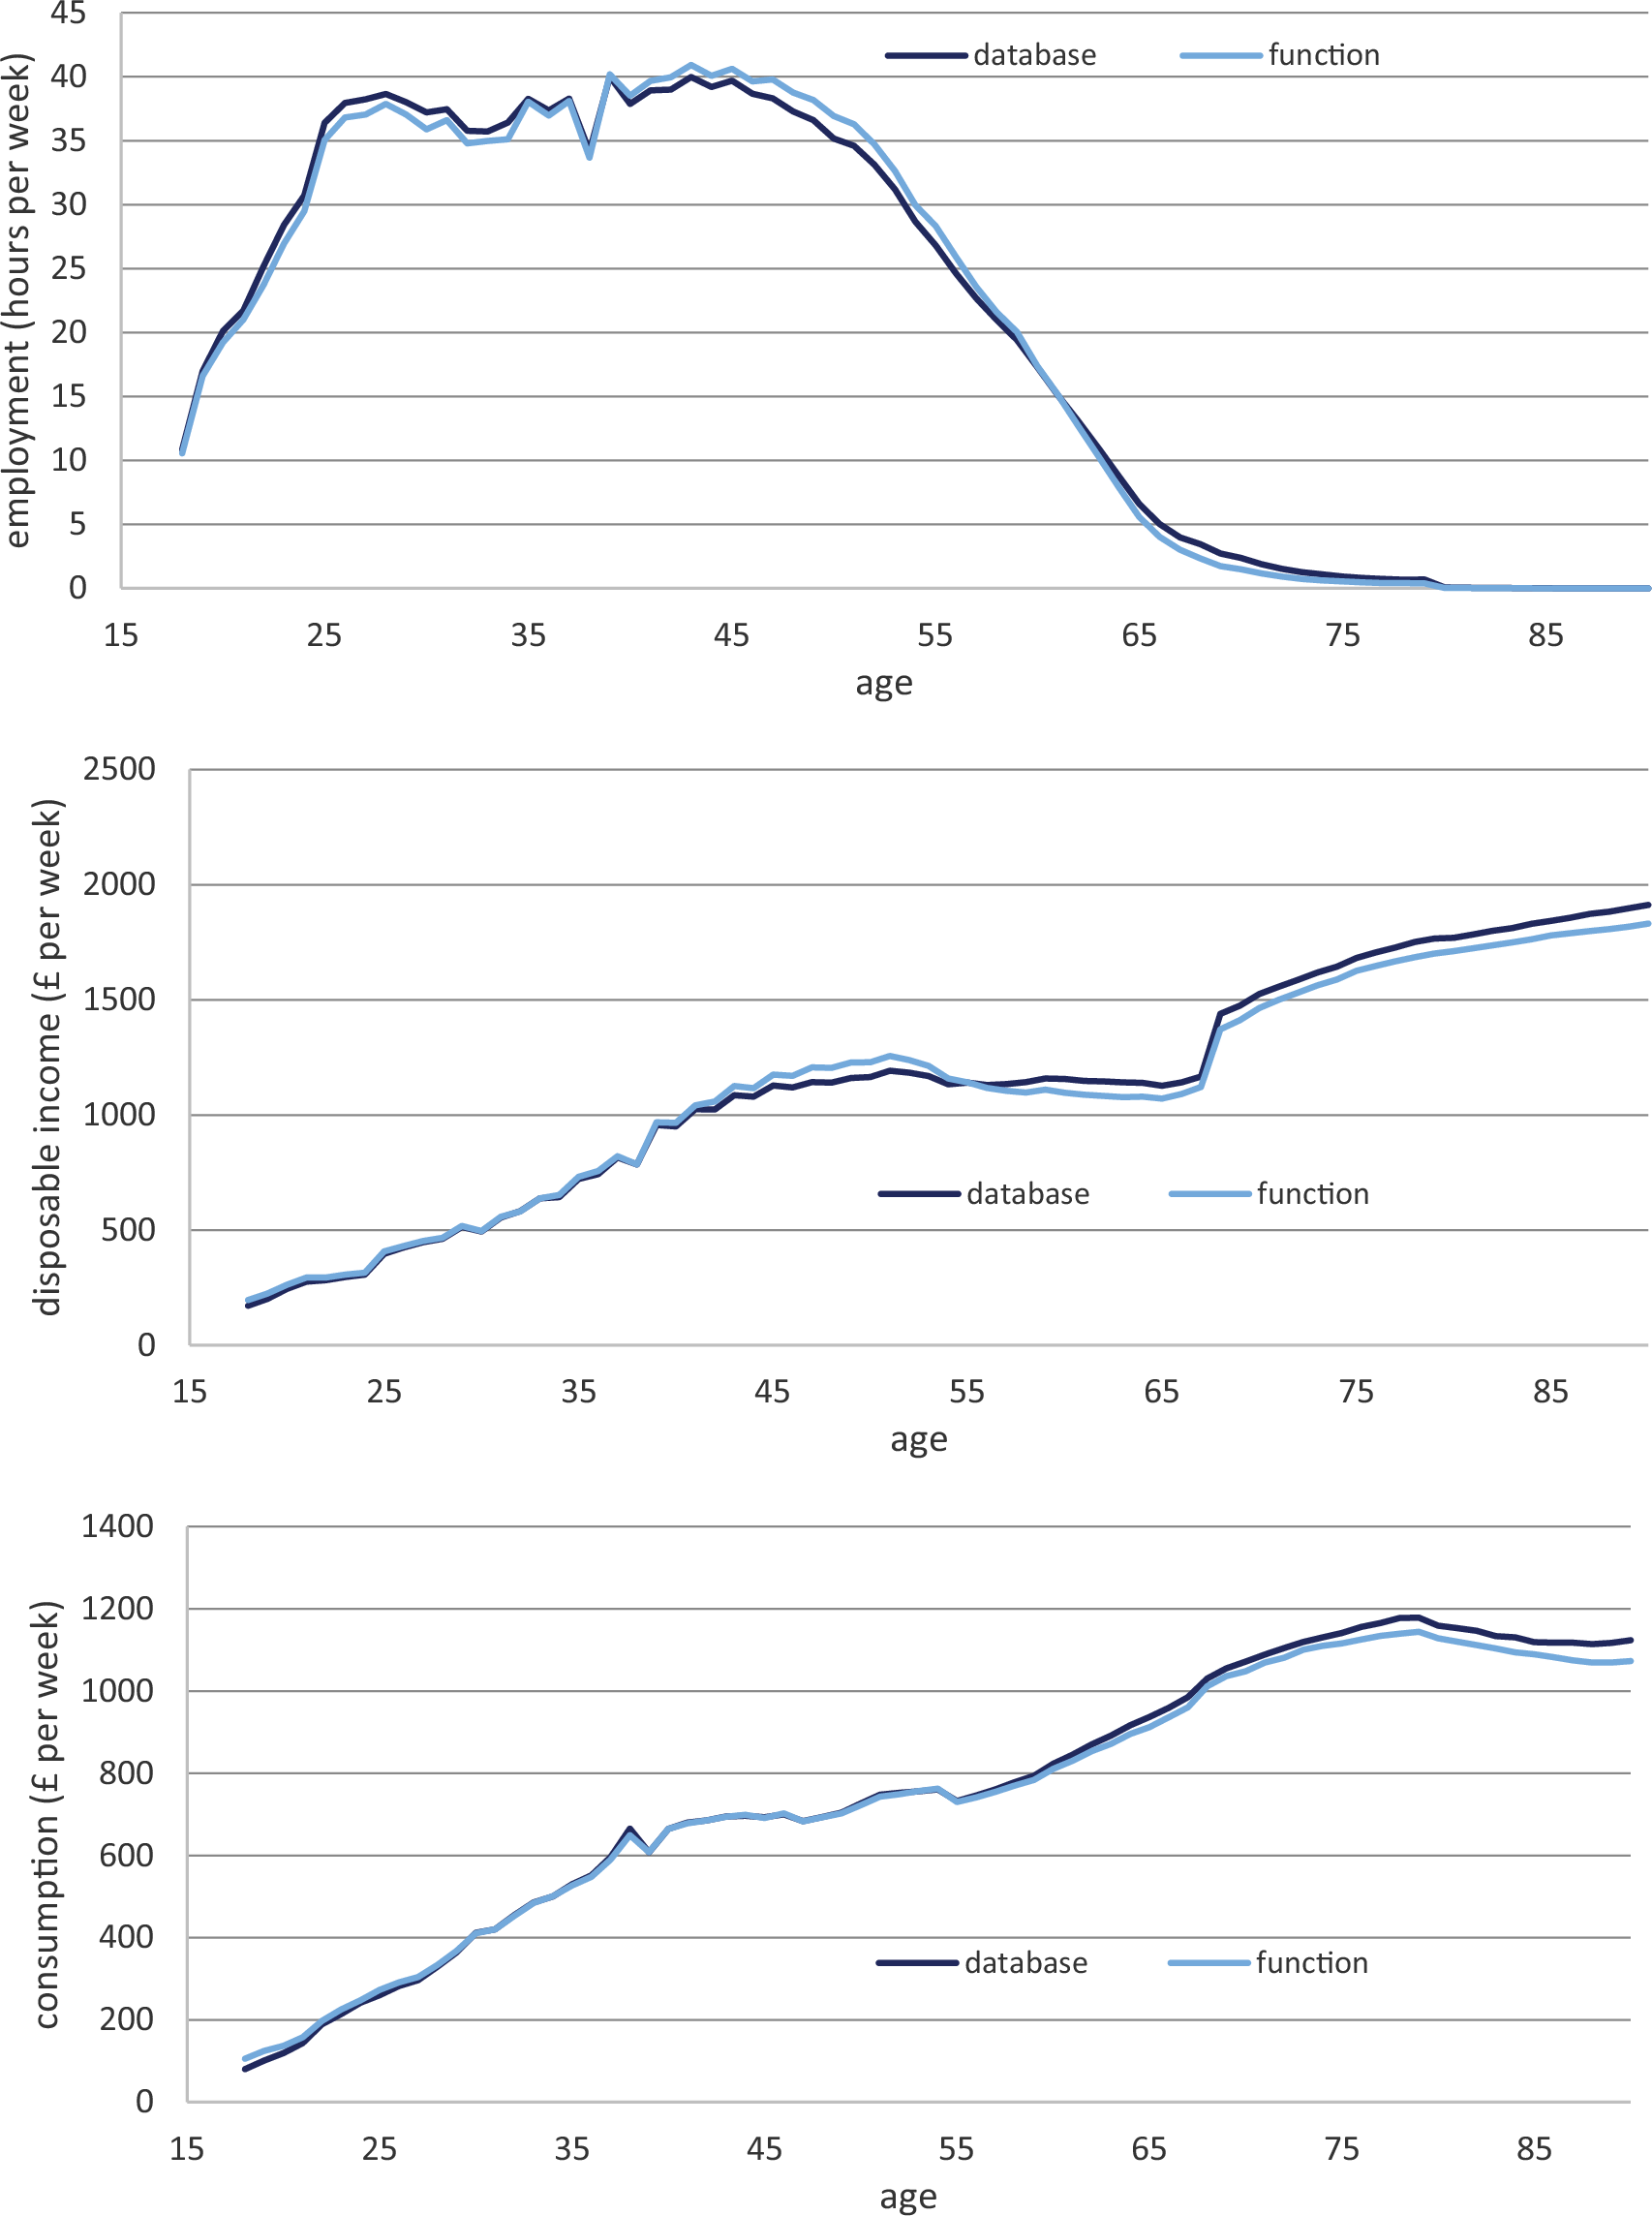 employment (hours per week)
45
40
35
30
25
20
15
10
5
0
database function
15 25 35 45 55 65 75 85
age
disposable income (£ per week)
2500
2000
1500
1000
500
0
database function
15 25 35 45 55 65 75 85
age
consumption (£ per week)
1400
1200
1000
800
600
400
200
0
database function
15 25 35 45 55 65 75 85
age